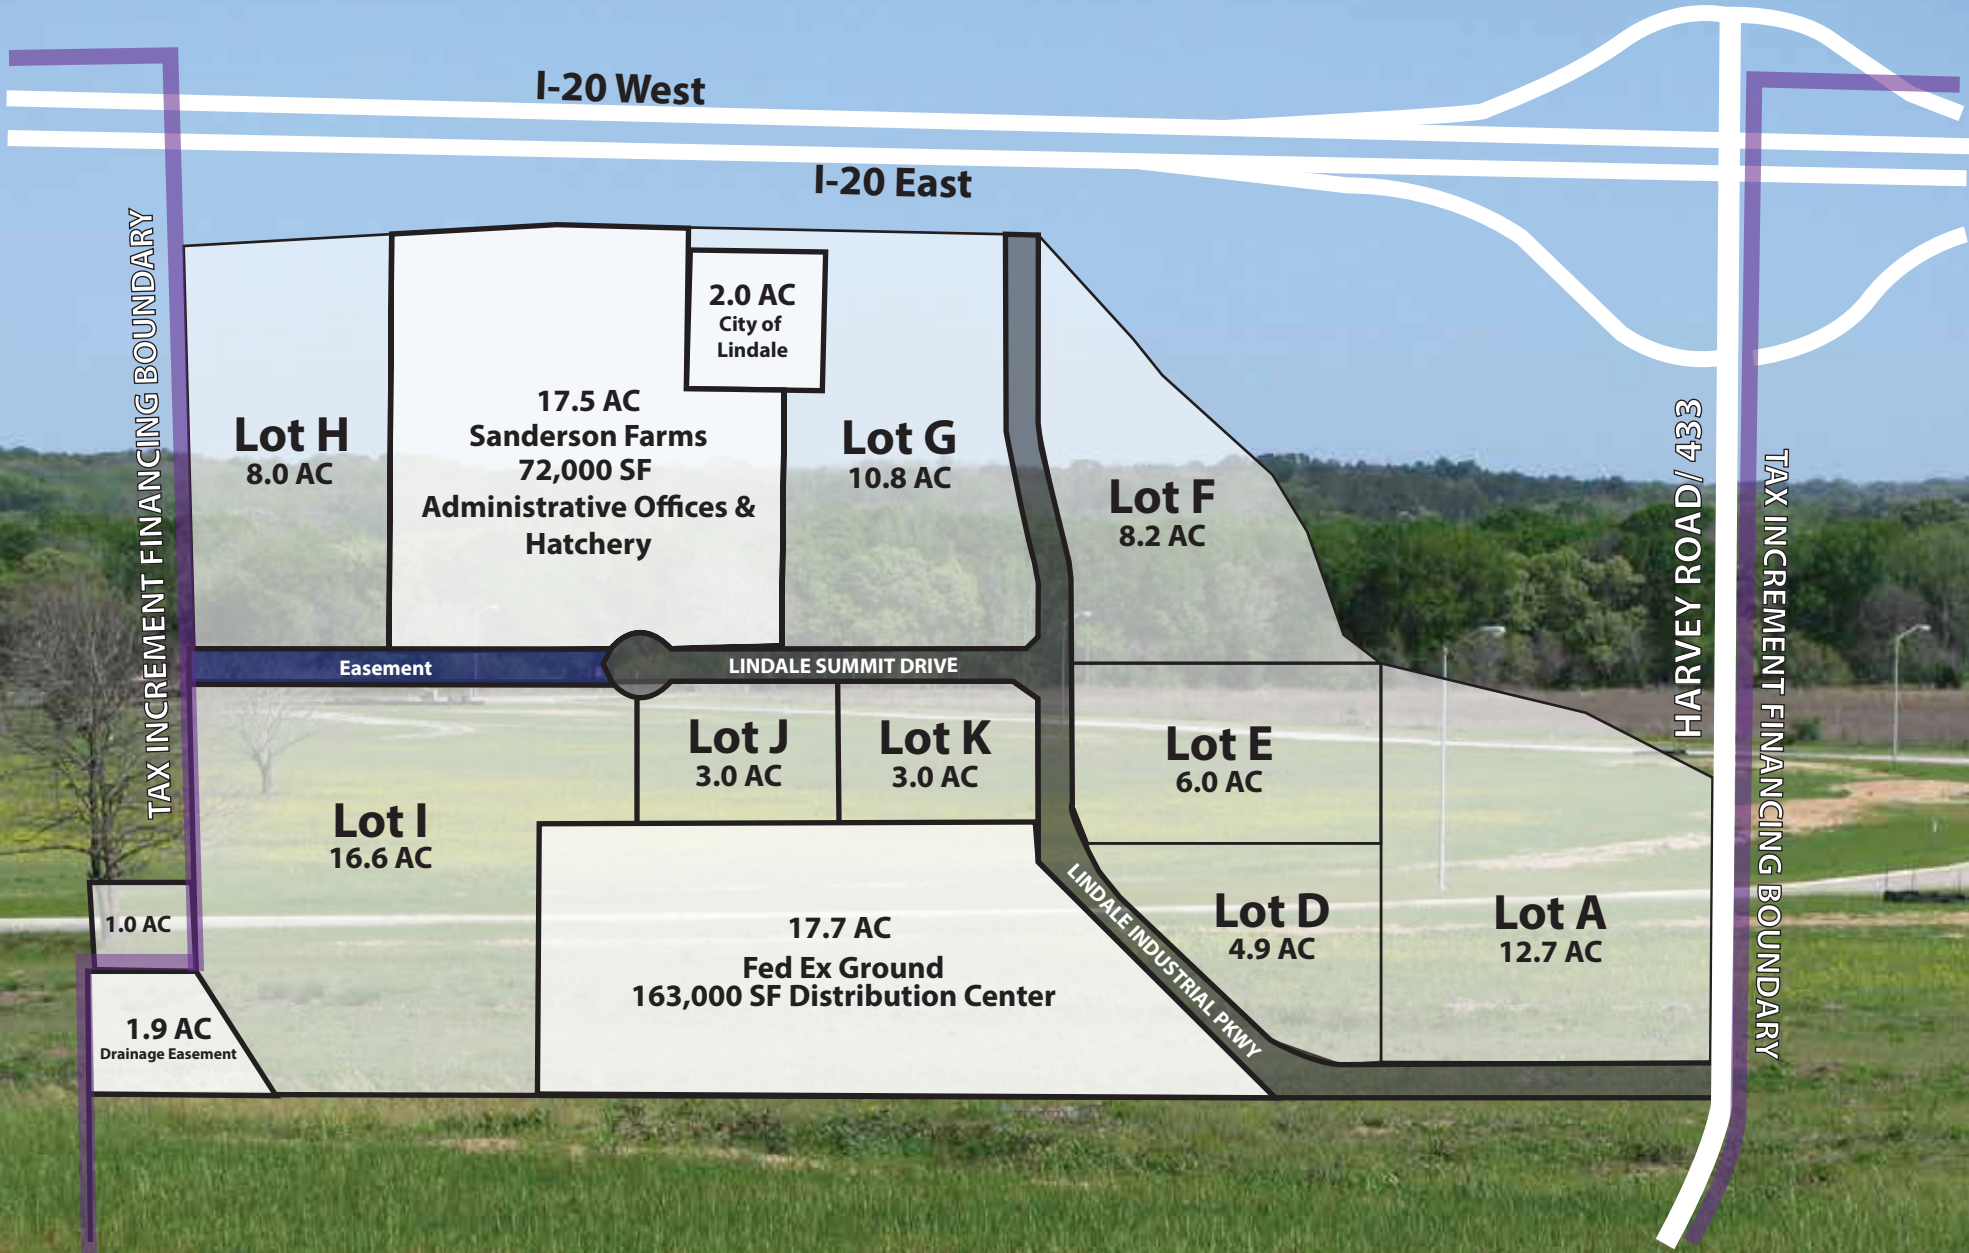 I-20 West
I-20 East
TAX INCREMENT FINANCING BOUNDARY
2.0 AC
City of
Lindale
17.5 AC
Sanderson Farms
72,000 SF
Administrative Offices &
Hatchery
Lot H
8.0 AC
Lot G
10.8 AC
Lot F
8.2 AC
HARVEY ROAD/ 433
TAX INCREMENT FINANCING BOUNDARY
Easement
LINDALE SUMMIT DRIVE
Lot J
3.0 AC
Lot K
3.0 AC
Lot E
6.0 AC
Lot I
16.6 AC
1.0 AC
17.7 AC
Fed Ex Ground
163,000 SF Distribution Center
LINDALE INDUSTRIAL PKWY
Lot D
4.9 AC
Lot A
12.7 AC
1.9 AC
Drainage Easement